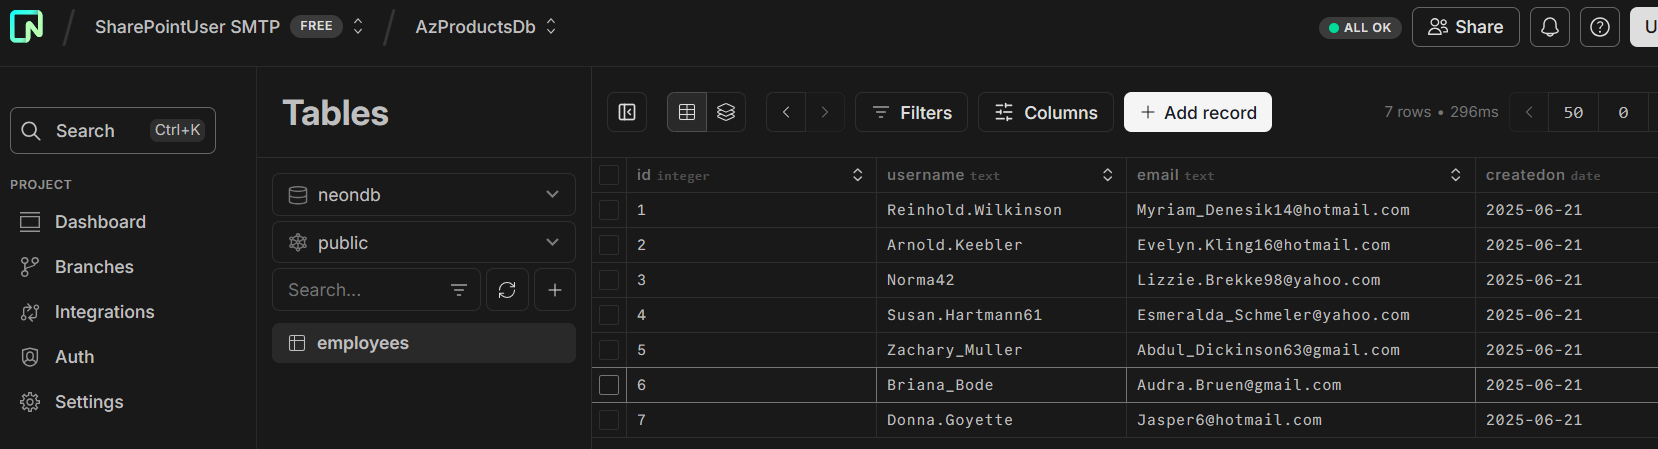 SharePointUser SMTP FREE AzProductsDb ALL OK Share
Tables
Search Ctrl+K
PROJECT
Dashboard
Branches
Integrations
Auth
Settings
neondb
public
Search...
employees
Filters Columns Add record 7 rows • 296ms 50 0
id integer username text email text createdon date
1 Reinhold.Wilkinson Myriam_Denesik14@hotmail.com 2025-06-21
2 Arnold.Keebler Evelyn.Kling16@hotmail.com 2025-06-21
3 Norma42 Lizzie.Brekke98@yahoo.com 2025-06-21
4 Susan.Hartmann61 Esmeralda_Schmeler@yahoo.com 2025-06-21
5 Zachary_Muller Abdul_Dickinson63@gmail.com 2025-06-21
6 Briana_Bode Audra.Bruen@gmail.com 2025-06-21
7 Donna.Goyette Jasper6@hotmail.com 2025-06-21